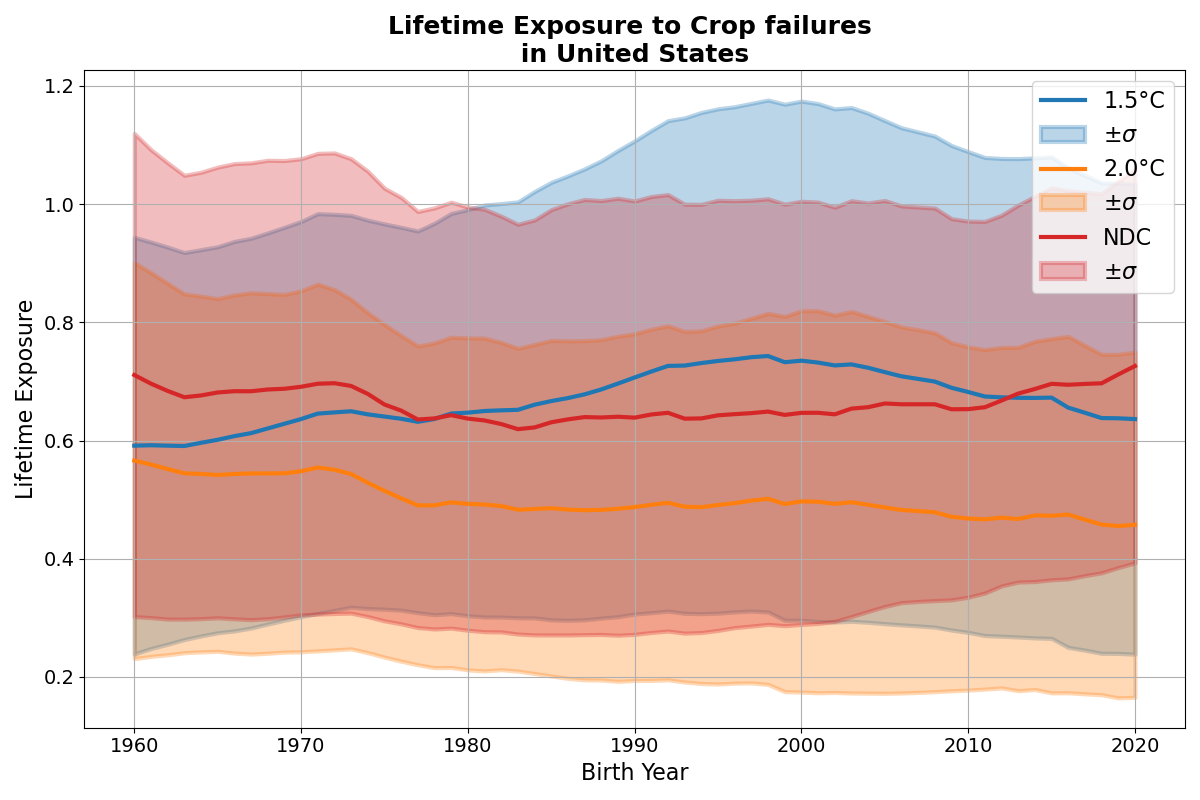 Lifetime Exposure to Crop failures
in United States
Lifetime Exposure
1.2
1.0
0.8
0.6
0.4
0.2
1960
1970
1980
1990
2000
2010
2020
Birth Year
1.5°C
±σ
2.0°C
±σ
NDC
±σ